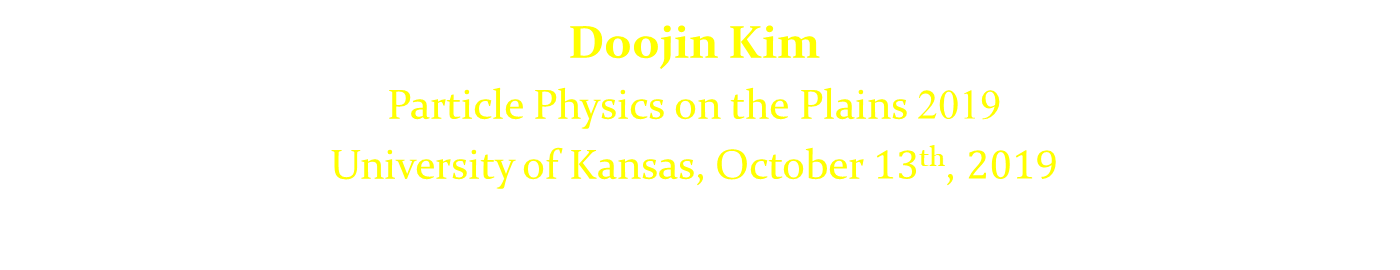 Doojin Kim
Particle Physics on the Plains 2019
University of Kansas, October 13th, 2019